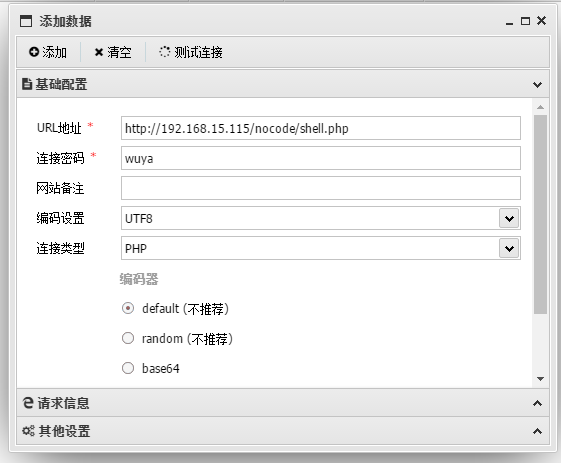 添加数据
添加 清空 测试连接
基础配置
URL地址 * http://192.168.15.115/nocode/shell.php
连接密码 * wuya
网站备注
编码设置 UTF8
连接类型 PHP
编码器
default (不推荐)
random (不推荐)
base64
请求信息
其他设置